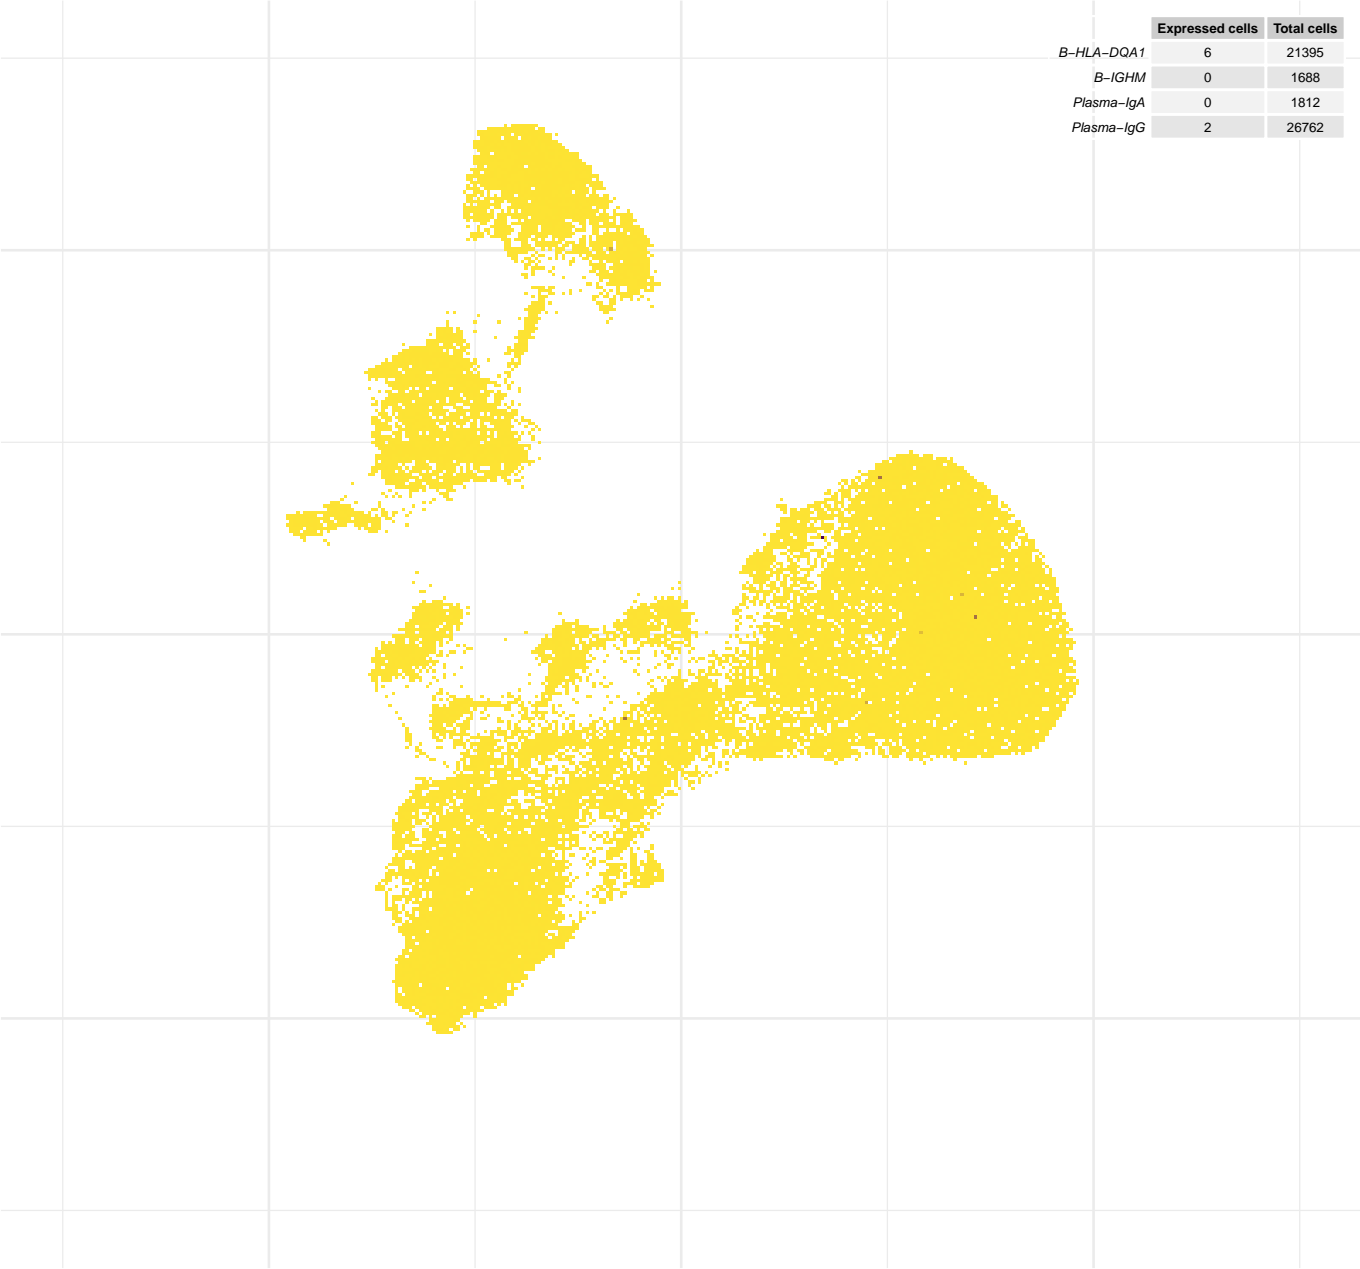 Expressed cells Total cells
B−HLA−DQA1 6 21395
B−IGHM 0 1688
Plasma−IgA 0 1812
Plasma−IgG 2 26762